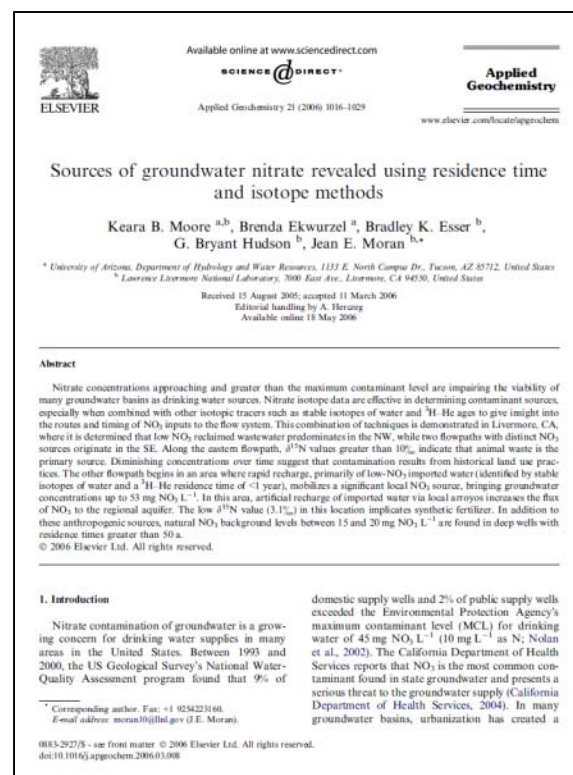 Available online at www.sciencedirect.com
SCIENCE DIRECT®
ELSEVIER
Applied Geochemistry 21 (2006) 1016–1029
Applied
Geochemistry
www.elsevier.com/locate/apgeochem
Sources of groundwater nitrate revealed using residence time
and isotope methods
Keara B. Moore a,b, Brenda Ekwurzel a, Bradley K. Esser b,
G. Bryant Hudson b, Jean E. Moran b,*
a University of Arizona, Department of Hydrology and Water Resources, 1133 E. North Campus Dr., Tucson, AZ 85712, United States
b Lawrence Livermore National Laboratory, 7000 East Ave., Livermore, CA 94550, United States
Received 15 August 2005; accepted 11 March 2006
Editorial handling by A. Herczeg
Available online 18 May 2006
Abstract
Nitrate concentrations approaching and greater than the maximum contaminant level are impairing the viability of
many groundwater basins as drinking water sources. Nitrate isotope data are effective in determining contaminant sources,
especially when combined with other isotopic tracers such as stable isotopes of water and ³H–He ages to give insight into
the routes and timing of NO₃ inputs to the flow system. This combination of techniques is demonstrated in Livermore, CA,
where it is determined that low NO₃ reclaimed wastewater predominates in the NW, while two flowpaths with distinct NO₃
sources originate in the SE. Along the eastern flowpath, δ¹⁵N values greater than 10‰ indicate that animal waste is the
primary source. Diminishing concentrations over time suggest that contamination results from historical land use prac-
tices. The other flowpath begins in an area where rapid recharge, primarily of low-NO₃ imported water (identified by stable
isotopes of water and a ³H–He residence time of <1 year), mobilizes a significant local NO₃ source, bringing groundwater
concentrations up to 53 mg NO₃ L⁻¹. In this area, artificial recharge of imported water via local arroyos increases the flux
of NO₃ to the regional aquifer. The low δ¹⁵N value (3.1‰) in this location implicates synthetic fertilizer. In addition to
these anthropogenic sources, natural NO₃ background levels between 15 and 20 mg NO₃ L⁻¹ are found in deep wells with
residence times greater than 50 a.
© 2006 Elsevier Ltd. All rights reserved.
1. Introduction
Nitrate contamination of groundwater is a grow-
ing concern for drinking water supplies in many
areas in the United States. Between 1993 and
2000, the US Geological Survey's National Water-
Quality Assessment program found that 9% of
* Corresponding author. Fax: +1 9254223160.
E-mail address: moran10@llnl.gov (J.E. Moran).
domestic supply wells and 2% of public supply wells
exceeded the Environmental Protection Agency's
maximum contaminant level (MCL) for drinking
water of 45 mg NO₃ L⁻¹ (10 mg L⁻¹ as N; Nolan
et al., 2002). The California Department of Health
Services reports that NO₃ is the most common con-
taminant found in state groundwater and presents a
serious threat to the groundwater supply (California
Department of Health Services, 2004). In many
groundwater basins, urbanization has created a
0883-2927/$ - see front matter © 2006 Elsevier Ltd. All rights reserved.
doi:10.1016/j.apgeochem.2006.03.008